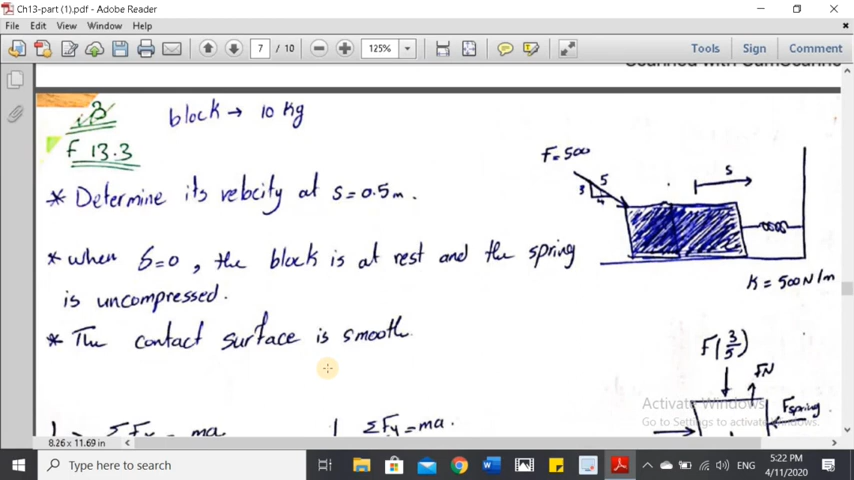 Ch13-part (1).pdf - Adobe Reader
File Edit View Window Help
7 / 10
125%
Tools Sign Comment
block → 10 Kg
F 13.3
F=500
5
3
4
s
* Determine its velocity at s=0.5m.
* when S=0, the block is at rest and the spring
is uncompressed.
K = 500N/m
* The contact surface is smooth.
F(3/5)
FN
Fspring
Activate Windows
Go to Settings to activate Windows.
ΣFy = ma.
8.26 x 11.69 in
Type here to search
ENG
5:22 PM
4/11/2020